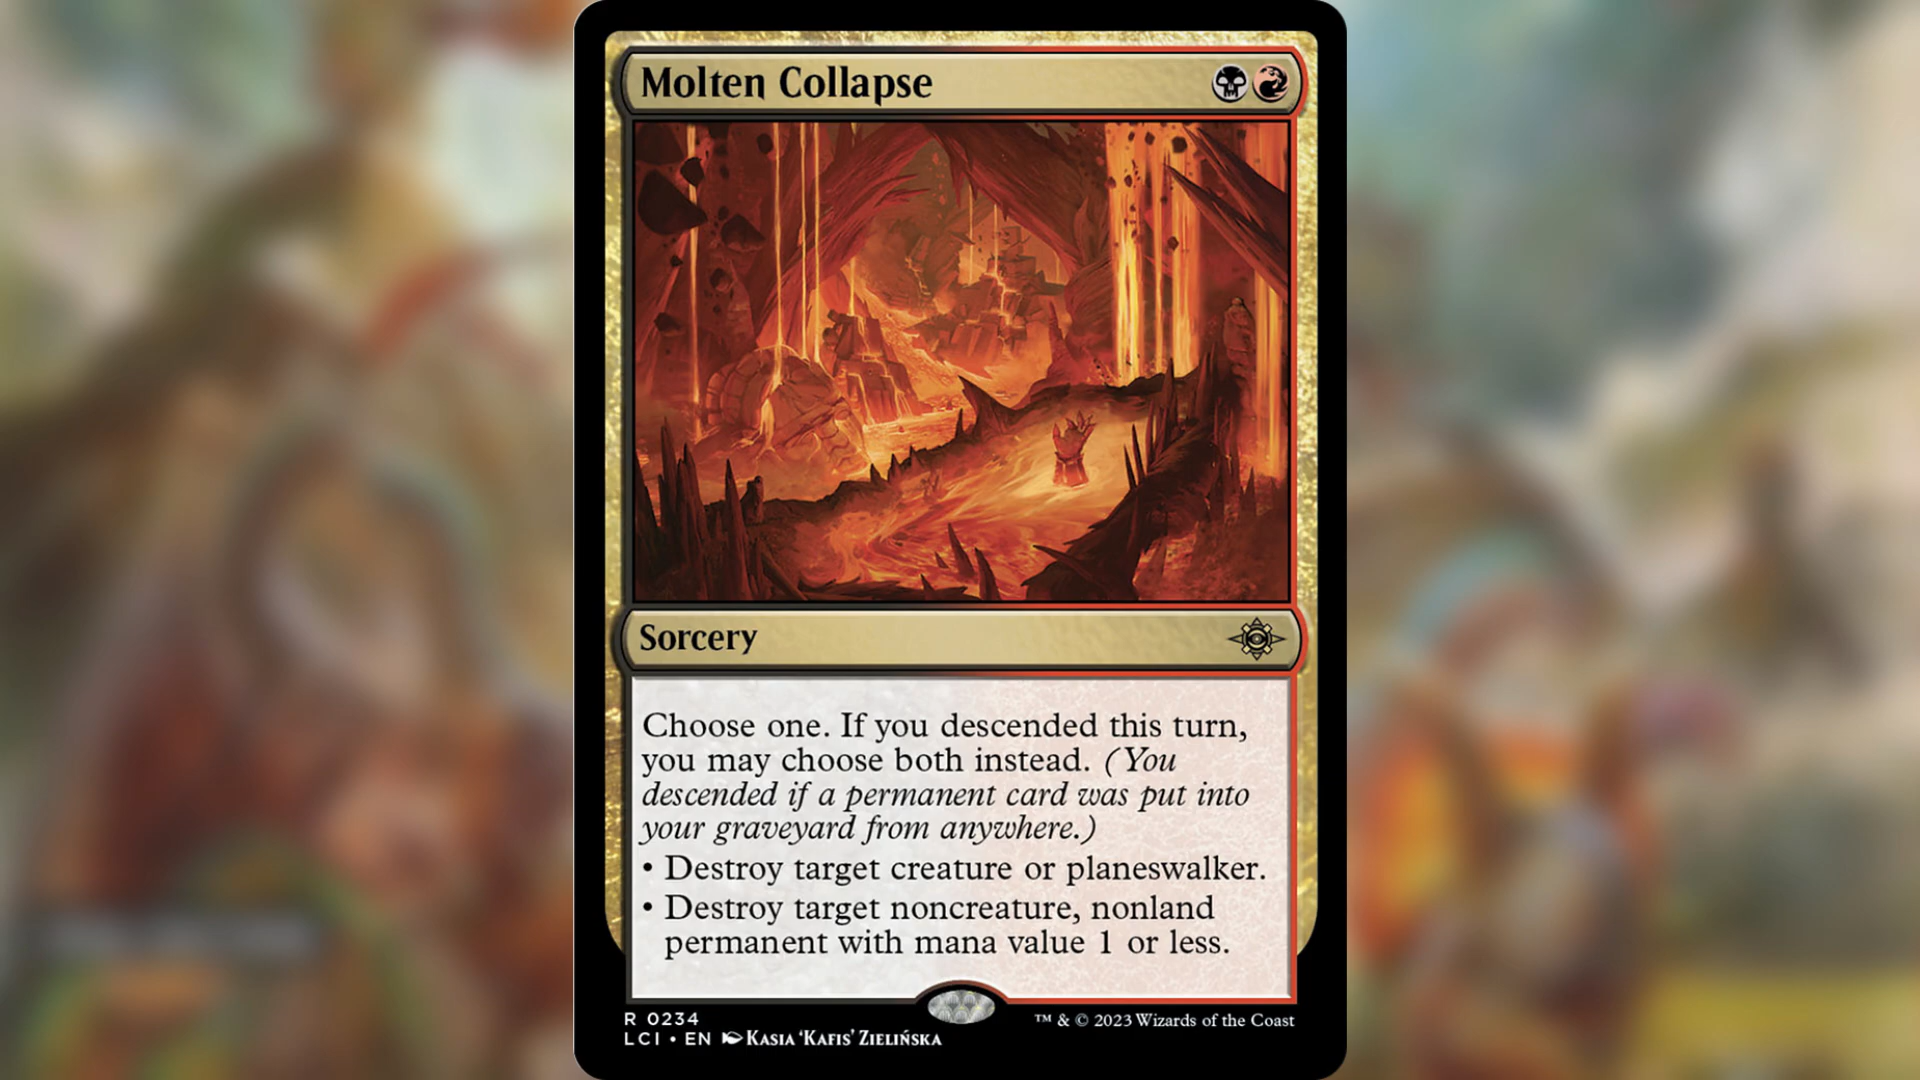 Molten Collapse
Sorcery
Choose one. If you descended this turn,
you may choose both instead. (You
descended if a permanent card was put into
your graveyard from anywhere.)
• Destroy target creature or planeswalker.
• Destroy target noncreature, nonland
permanent with mana value 1 or less.
R 0234
LCI • EN Kasia ‘Kafis’ Zielińska
™ & © 2023 Wizards of the Coast